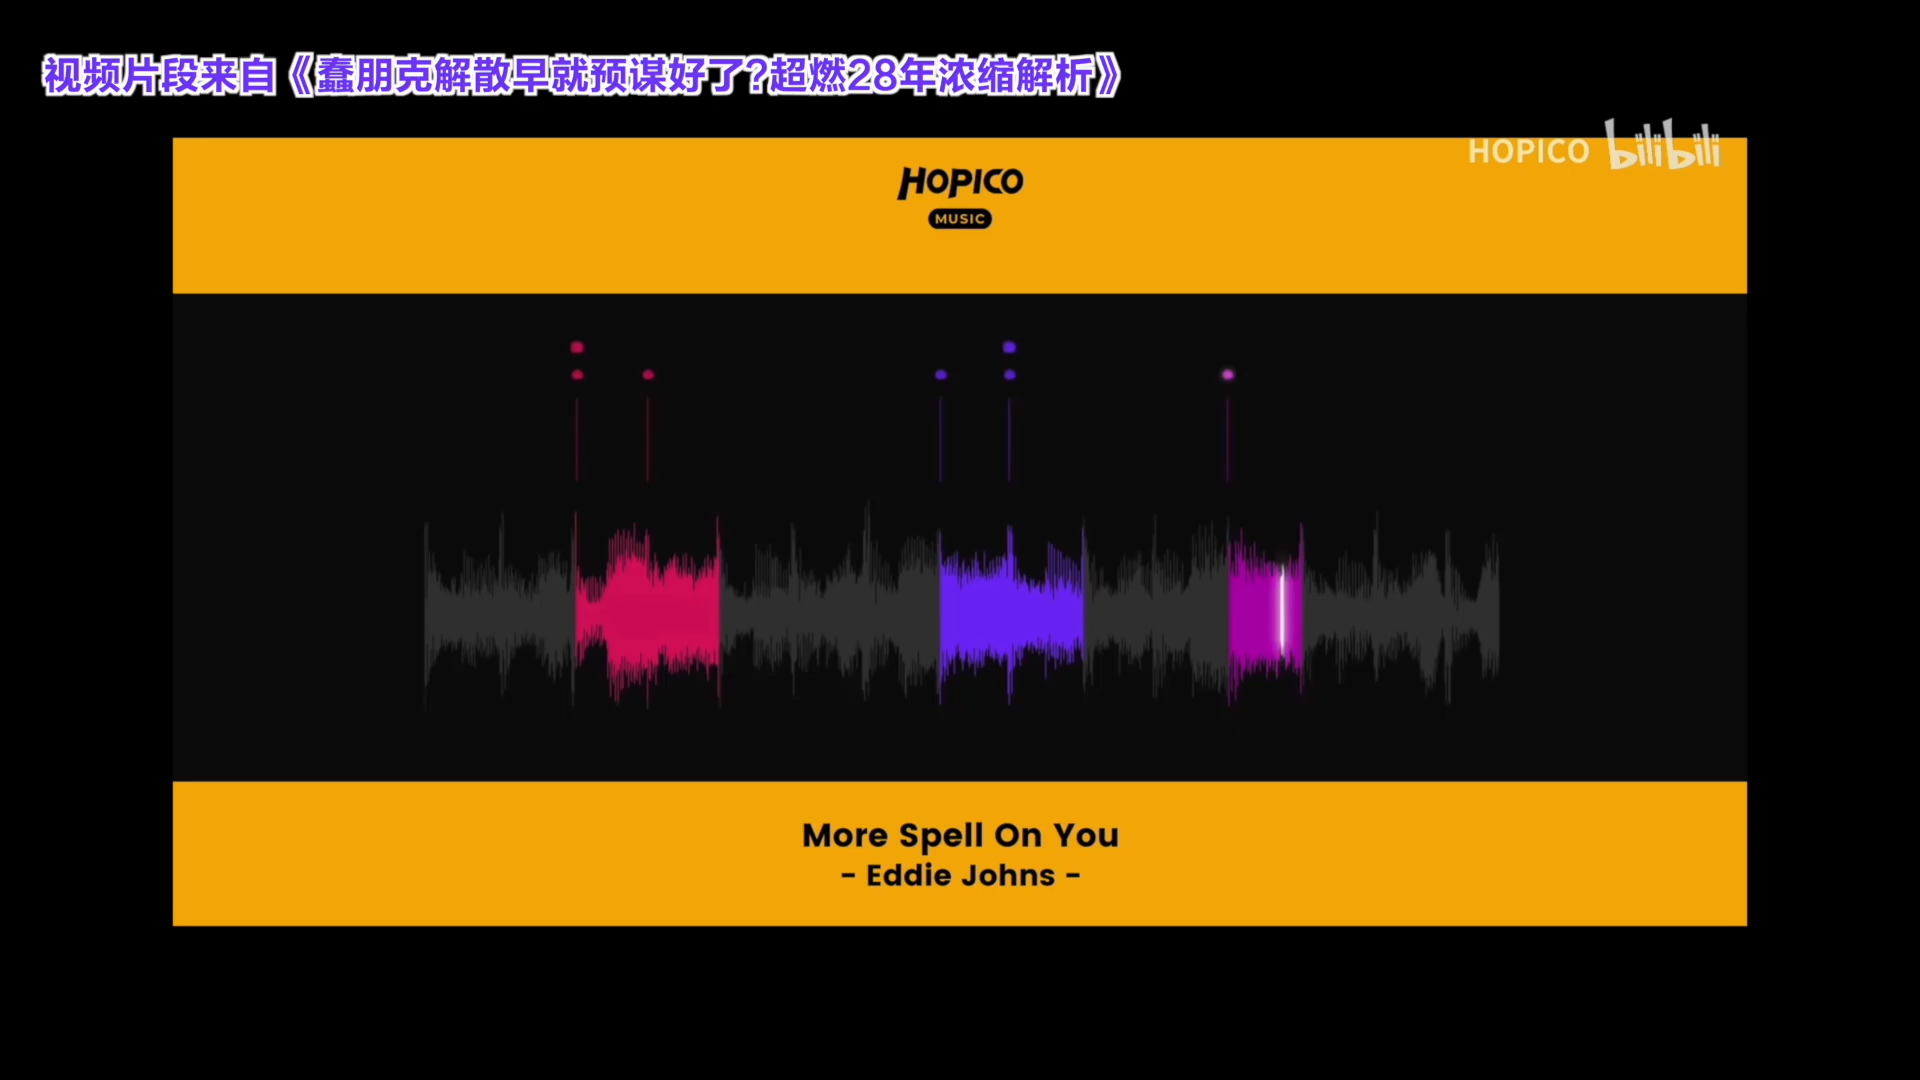 视频片段来自《蠢朋克解散早就预谋好了?超燃28年浓缩解析》
HOPICO bilibili
HOPICO
MUSIC
More Spell On You
- Eddie Johns -